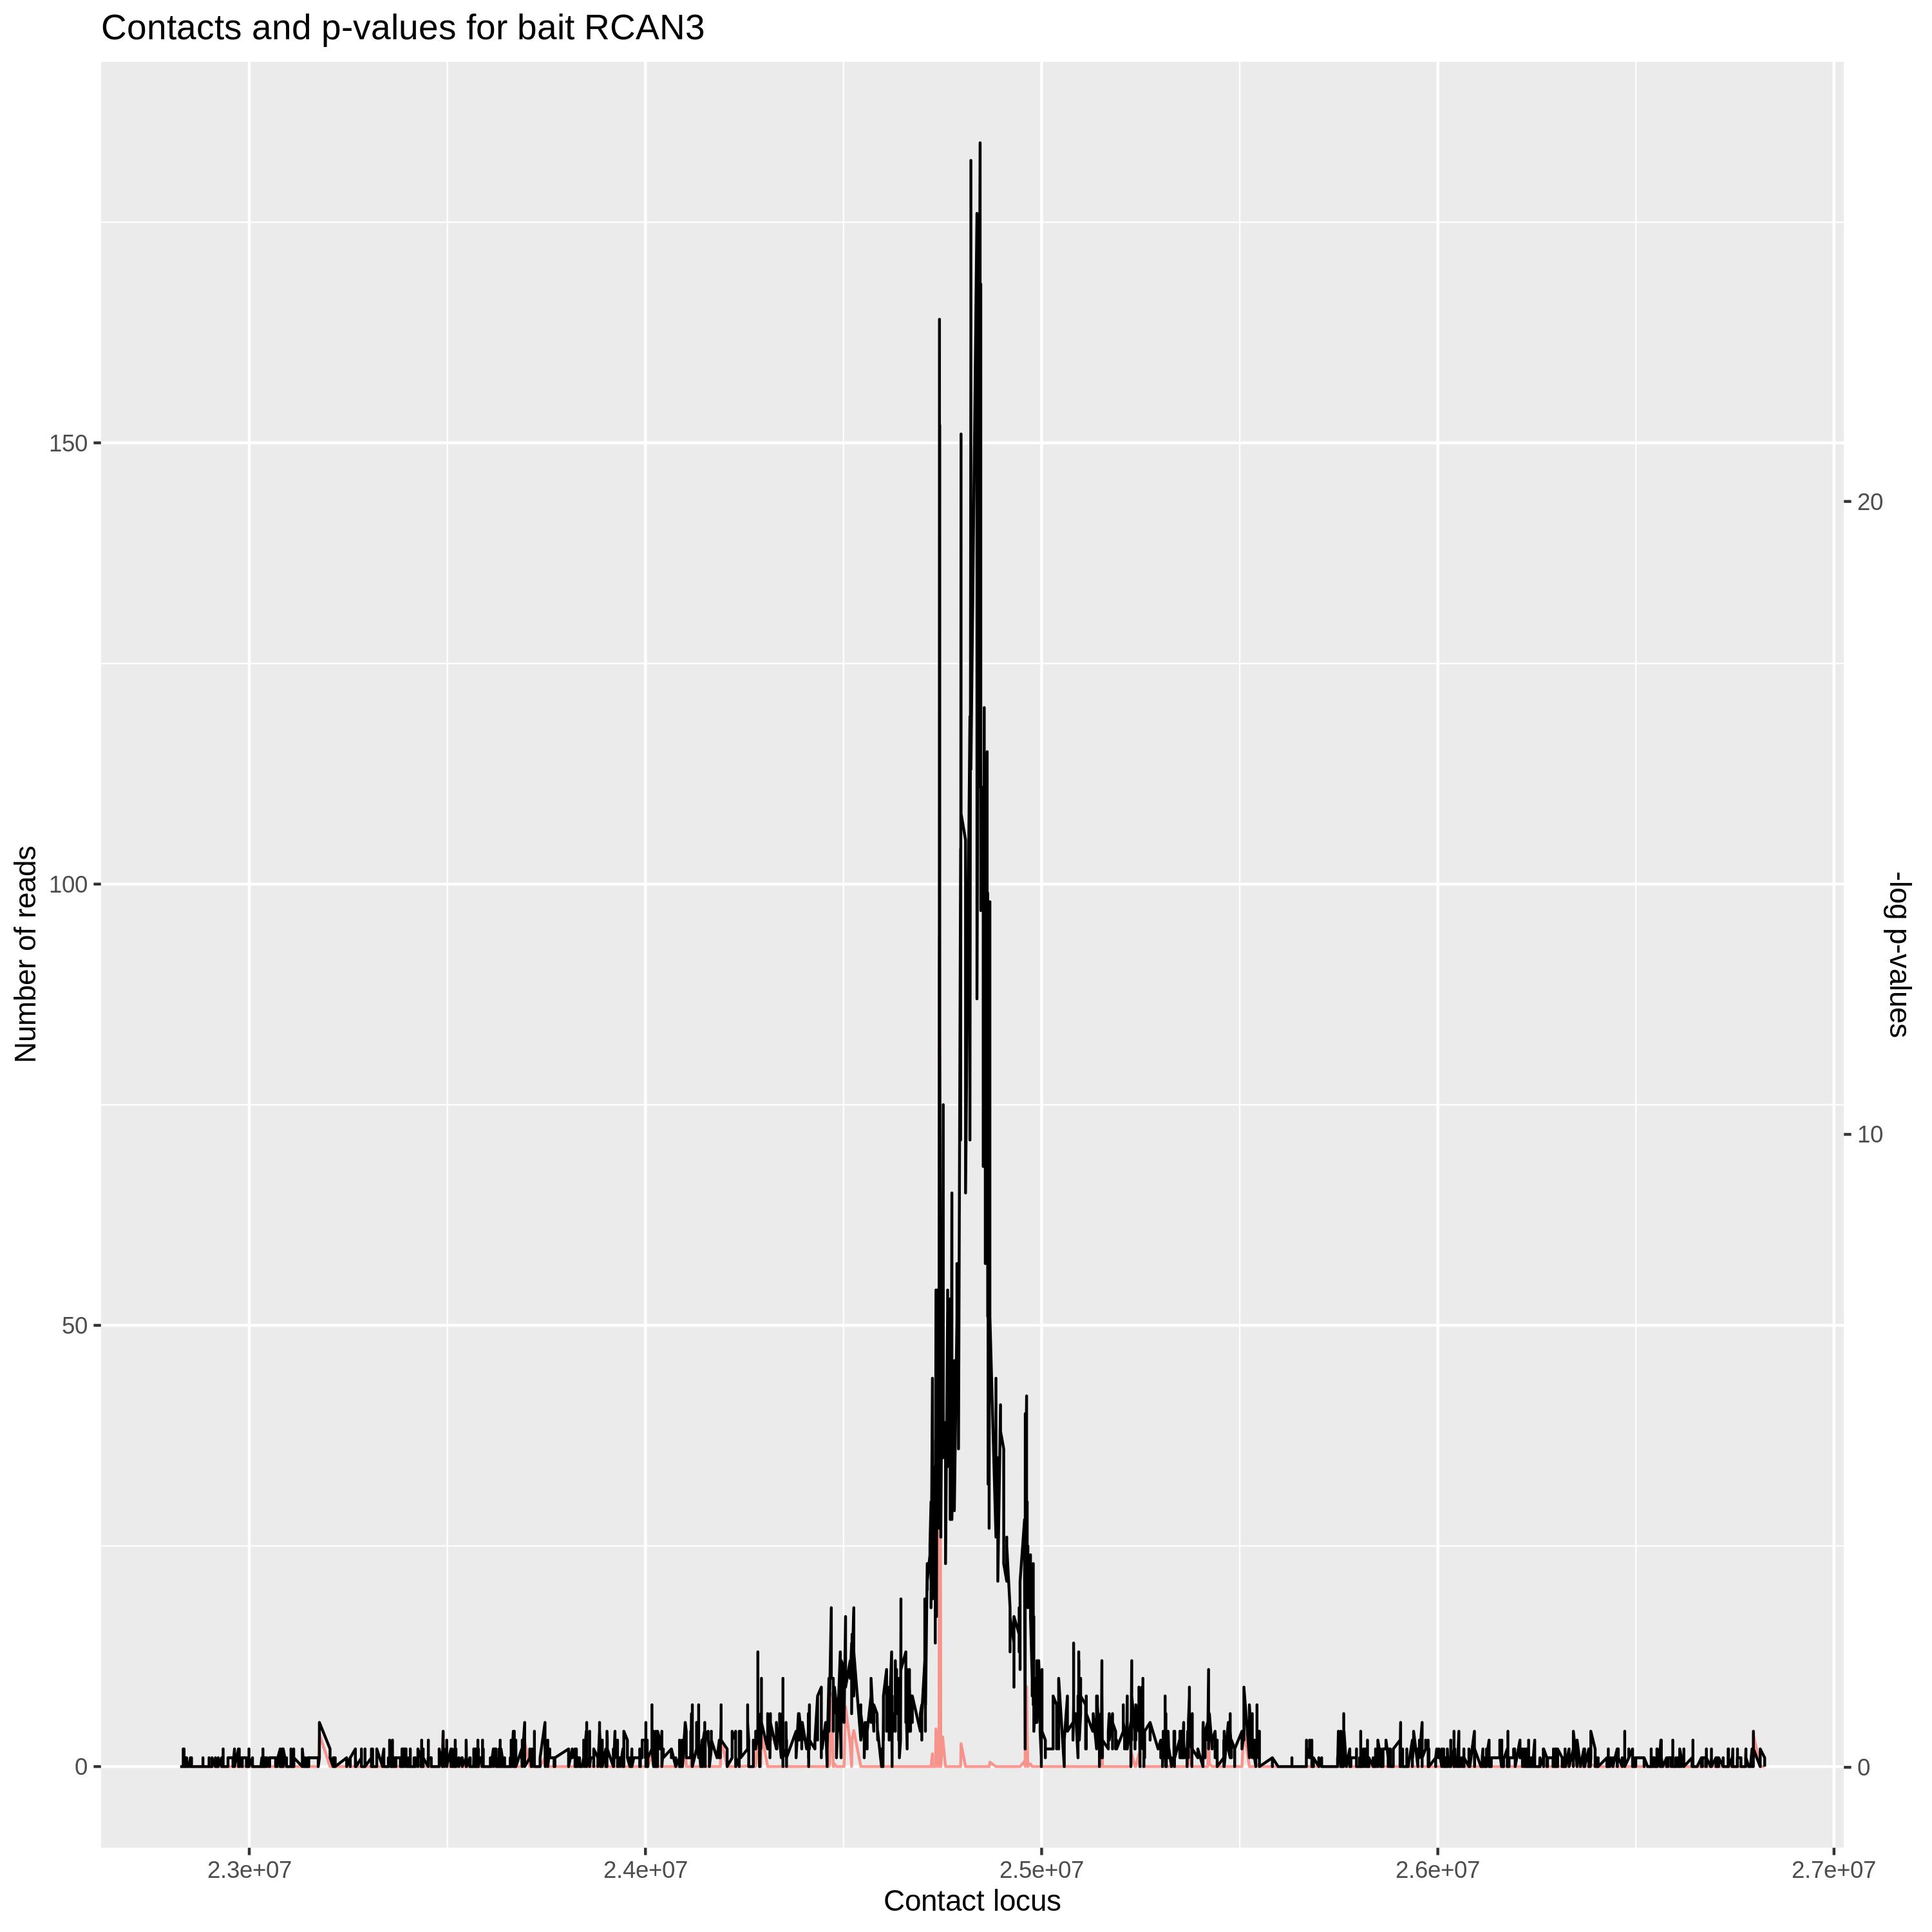 Contacts and p-values for bait RCAN3
150
100
50
0
Number of reads
20
10
0
-log p-values
2.3e+07
2.4e+07
2.5e+07
2.6e+07
2.7e+07
Contact locus